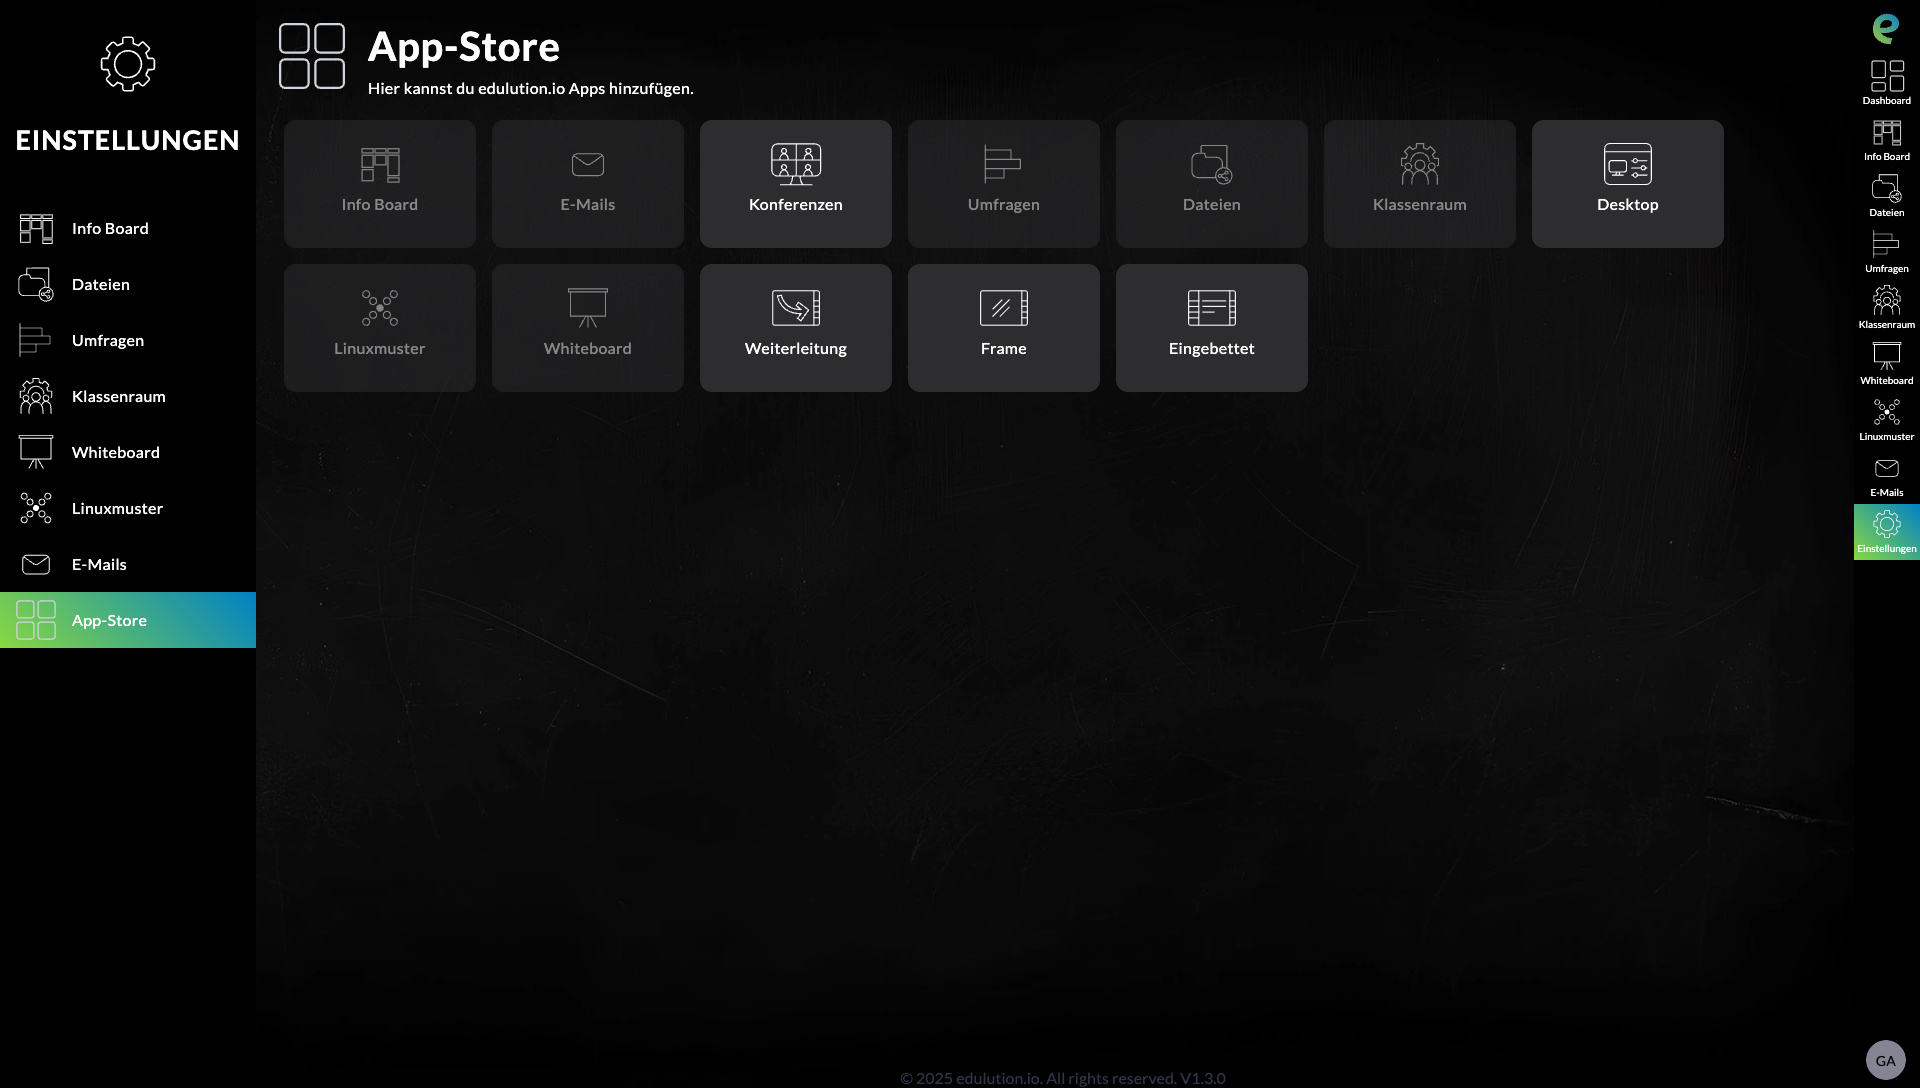 EINSTELLUNGEN
Info Board
Dateien
Umfragen
Klassenraum
Whiteboard
Linuxmuster
E-Mails
App-Store
App-Store
Hier kannst du edulution.io Apps hinzufügen.
Info Board
E-Mails
Konferenzen
Umfragen
Dateien
Klassenraum
Desktop
Linuxmuster
Whiteboard
Weiterleitung
Frame
Eingebettet
© 2025 edulution.io. All rights reserved. V1.3.0
e
Dashboard
Info Board
Dateien
Umfragen
Klassenraum
Whiteboard
Linuxmuster
E-Mails
Einstellungen
GA